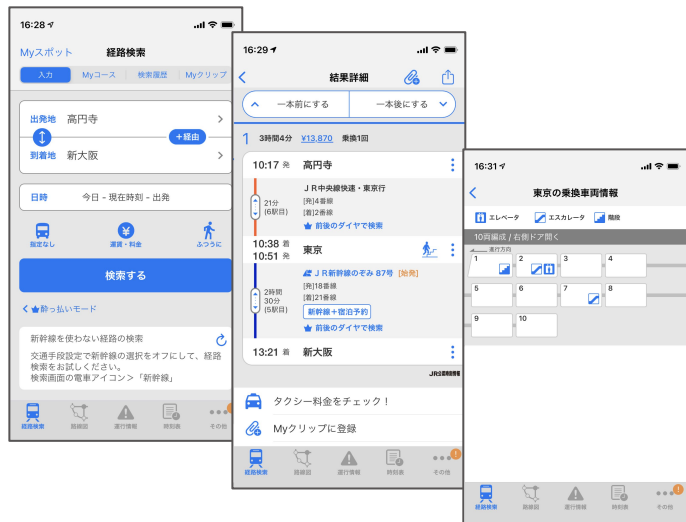 16:28
Myスポット
経路検索
入力
Myコース
検索履歴
Myクリップ
出発地 高円寺
+経由
到着地 新大阪
日時 今日 - 現在時刻 - 出発
指定なし
運賃・料金
ふつうに
検索する
酔っ払いモード
新幹線を使わない経路の検索
交通手段設定で新幹線の選択をオフにして、経路
検索をお試しください。
検索画面の電車アイコン＞「新幹線」
経路検索
路線図
運行情報
時刻表
その他
16:29
結果詳細
一本前にする
一本後にする
1 3時間4分 ¥13,870 乗換1回
10:17 発 高円寺
ＪＲ中央線快速・東京行
21分
(6駅目)
[発]4番線
[着]2番線
前後のダイヤで検索
10:38 着
東京
10:51 発
ＪＲ新幹線のぞみ 87号 [始発]
2時間
30分
(5駅目)
[発]18番線
[着]21番線
新幹線＋宿泊予約
前後のダイヤで検索
13:21 着 新大阪
JR公認時刻情報
タクシー料金をチェック！
Myクリップに登録
経路検索
路線図
運行情報
時刻表
その他
16:31
東京の乗換車両情報
エレベータ
エスカレータ
階段
10両編成 / 右側ドア開く
進行方向
1 2 3 4
5 6 7 8
9 10
経路検索
路線図
運行情報
時刻表
その他